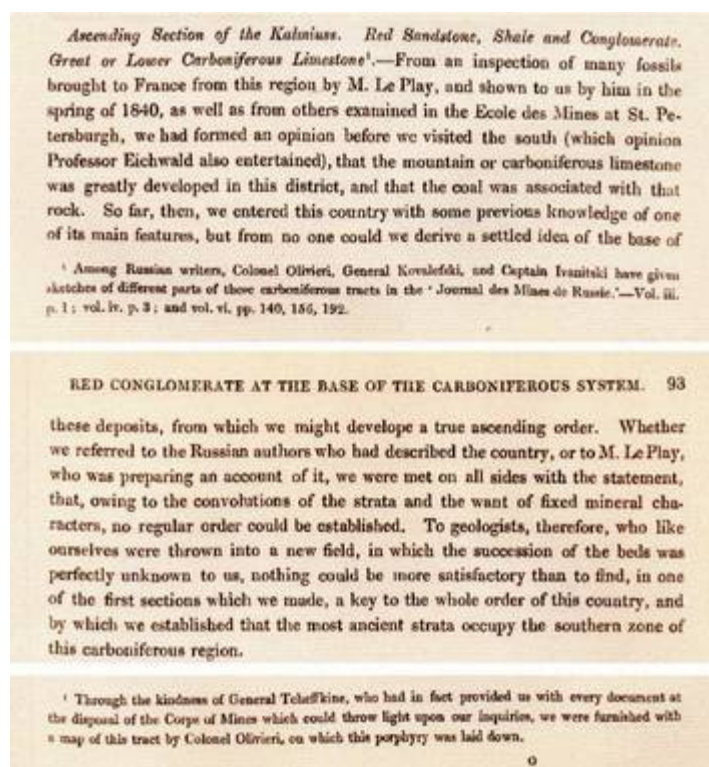 Ascending Section of the Kalmiuss. Red Sandstone, Shale and Conglomerate.
Great or Lower Carboniferous Limestone¹.—From an inspection of many fossils
brought to France from this region by M. Le Play, and shown to us by him in the
spring of 1840, as well as from others examined in the Ecole des Mines at St. Pe-
tersburgh, we had formed an opinion before we visited the south (which opinion
Professor Eichwald also entertained), that the mountain or carboniferous limestone
was greatly developed in this district, and that the coal was associated with that
rock. So far, then, we entered this country with some previous knowledge of one
of its main features, but from no one could we derive a settled idea of the base of
¹ Among Russian writers, Colonel Olivieri, General Kovalefski, and Captain Ivanitski have given
sketches of different parts of these carboniferous tracts in the ‘Journal des Mines de Russie.’—Vol. iii.
p. 1; vol. iv. p. 3; and vol. vi. pp. 140, 156, 192.
RED CONGLOMERATE AT THE BASE OF THE CARBONIFEROUS SYSTEM. 93
these deposits, from which we might develope a true ascending order. Whether
we referred to the Russian authors who had described the country, or to M. Le Play,
who was preparing an account of it, we were met on all sides with the statement,
that, owing to the convolutions of the strata and the want of fixed mineral cha-
racters, no regular order could be established. To geologists, therefore, who like
ourselves were thrown into a new field, in which the succession of the beds was
perfectly unknown to us, nothing could be more satisfactory than to find, in one
of the first sections which we made, a key to the whole order of this country, and
by which we established that the most ancient strata occupy the southern zone of
this carboniferous region.
¹ Through the kindness of General Tcheffkine, who had in fact provided us with every document at
the disposal of the Corps of Mines which could throw light upon our inquiries, we were furnished with
a map of this tract by Colonel Olivieri, on which this porphyry was laid down.
O